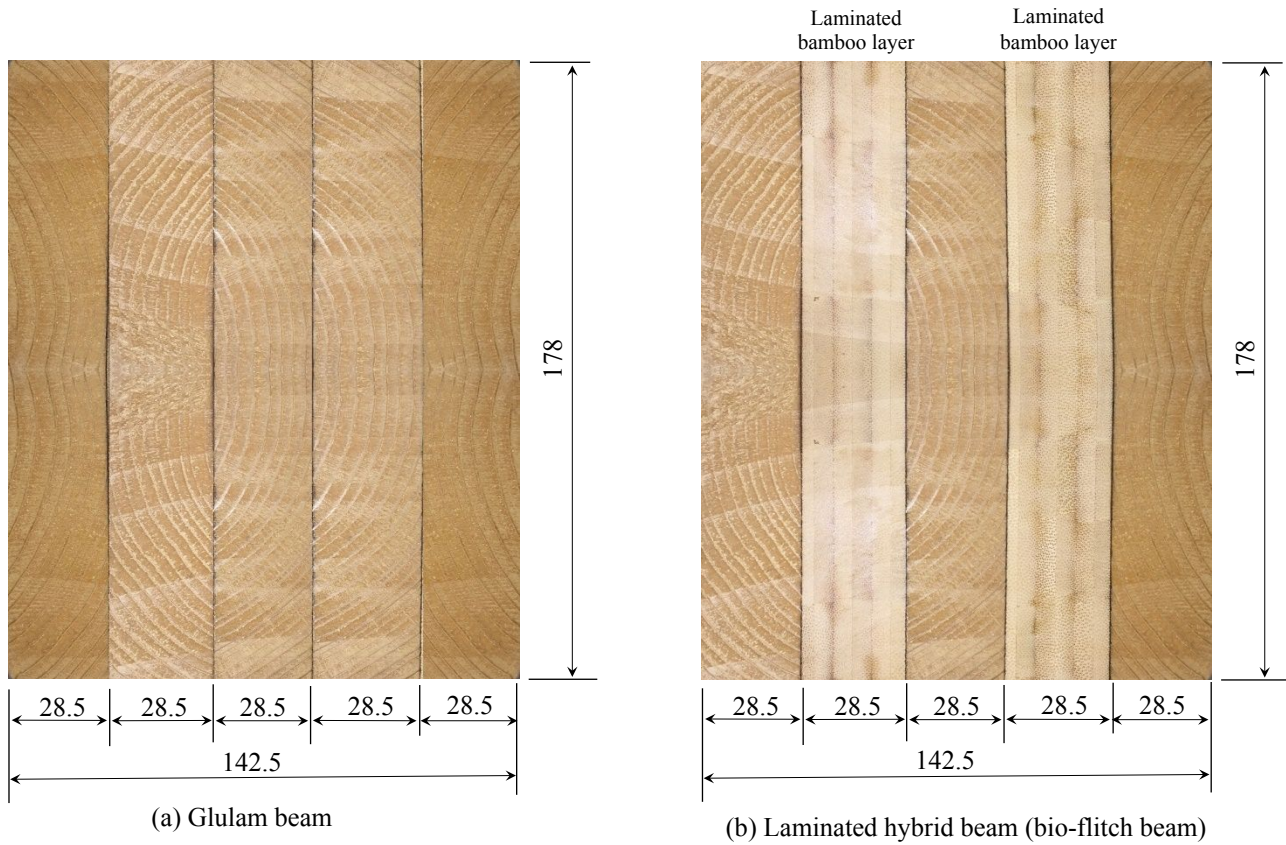 Laminated
bamboo layer
Laminated
bamboo layer
178
178
28.5 28.5 28.5 28.5 28.5
142.5
28.5 28.5 28.5 28.5 28.5
142.5
(a) Glulam beam
(b) Laminated hybrid beam (bio-flitch beam)